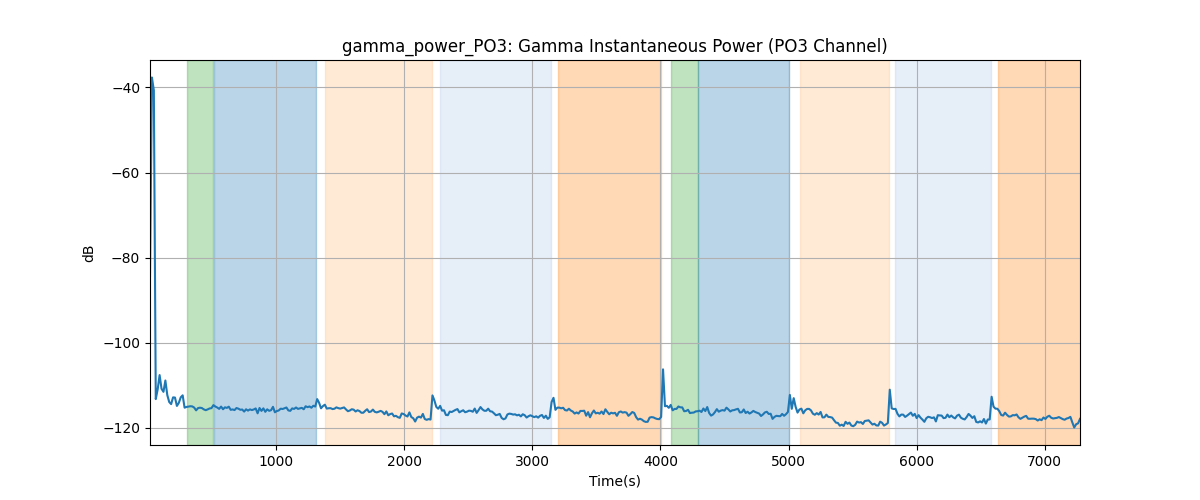 gamma_power_PO3: Gamma Instantaneous Power (PO3 Channel)
−40
−60
−80
−100
−120
dB
1000 2000 3000 4000 5000 6000 7000
Time(s)